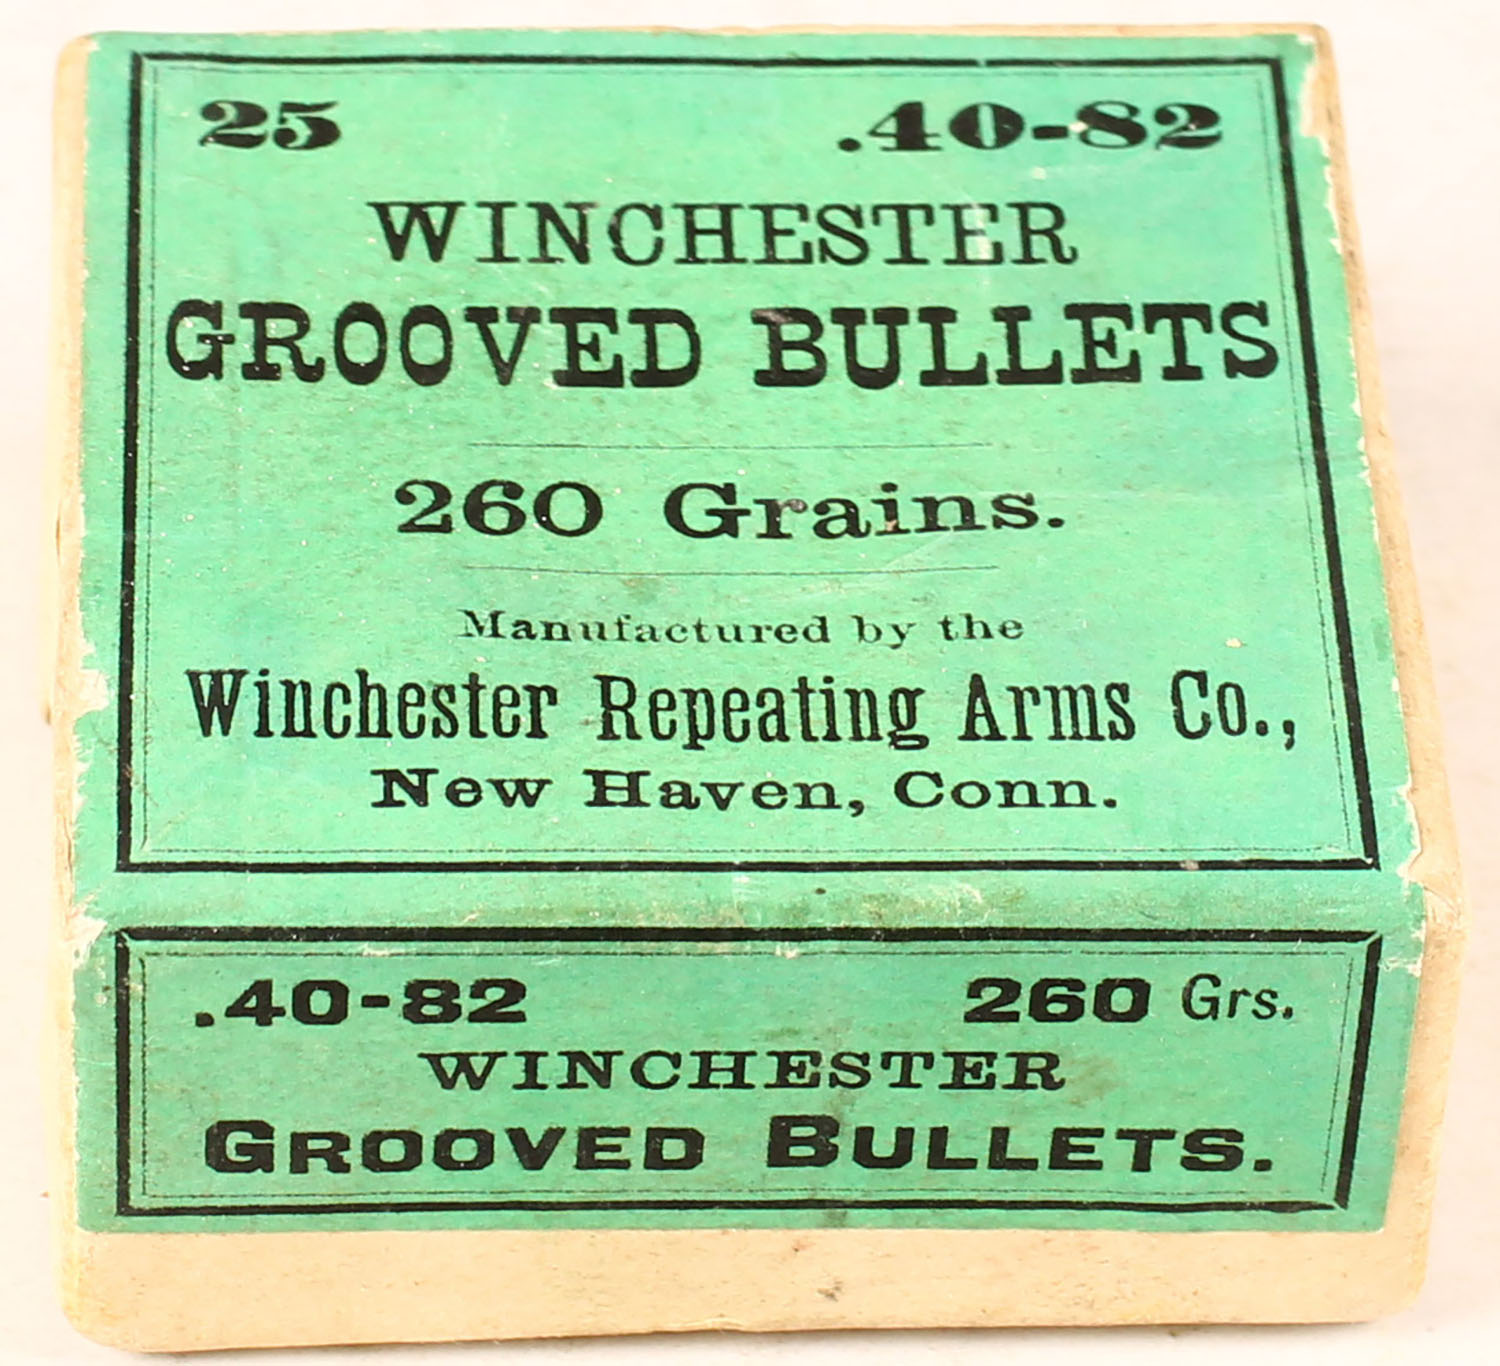 25 .40-82
WINCHESTER
GROOVED BULLETS
260 Grains.
Manufactured by the
Winchester Repeating Arms Co.,
New Haven, Conn.
.40-82 260 Grs.
WINCHESTER
GROOVED BULLETS.